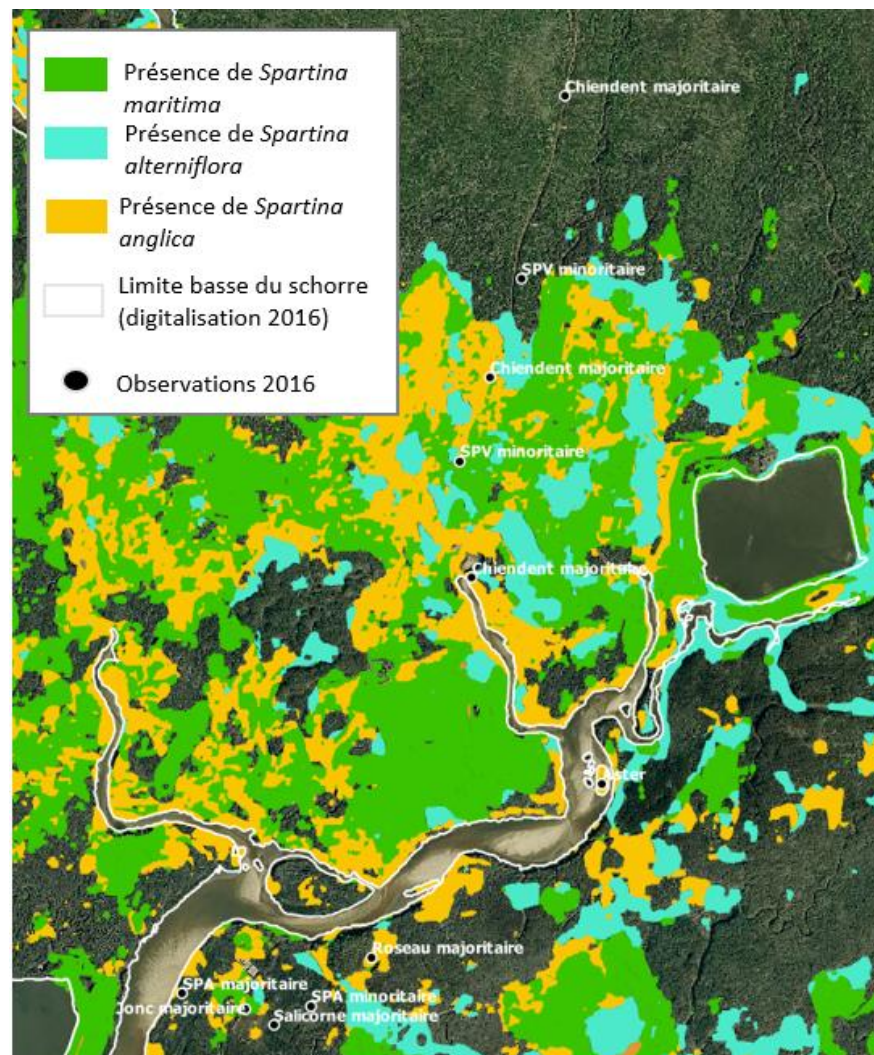 Présence de Spartina
maritima
Présence de Spartina
alterniflora
Présence de Spartina
anglica
Limite basse du schorre
(digitalisation 2016)
Observations 2016
Chiendent majoritaire
SPV minoritaire
Chiendent majoritaire
SPV minoritaire
Chiendent majoritaire
Aster
Roseau majoritaire
SPA majoritaire
SPA minoritaire
Jonc majoritaire
Salicorne majoritaire